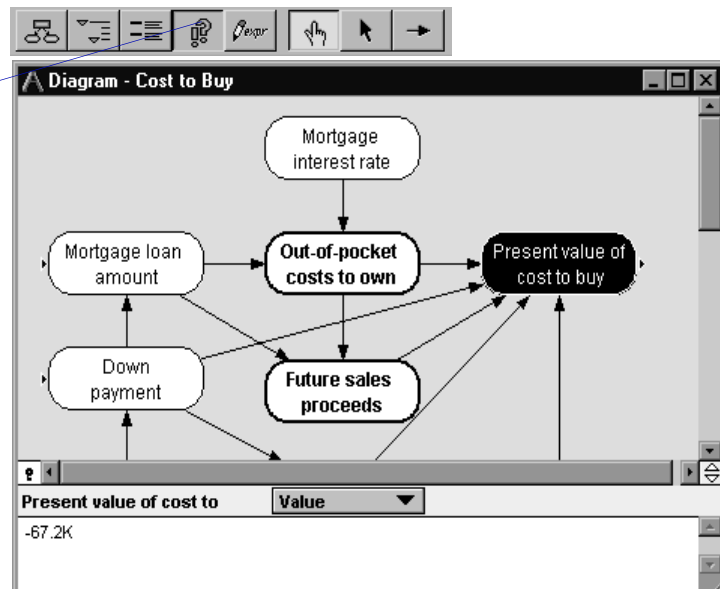 expr
Diagram - Cost to Buy
Mortgage
interest rate
Mortgage loan
amount
Out-of-pocket
costs to own
Present value of
cost to buy
Down
payment
Future sales
proceeds
Present value of cost to
Value
-67.2K